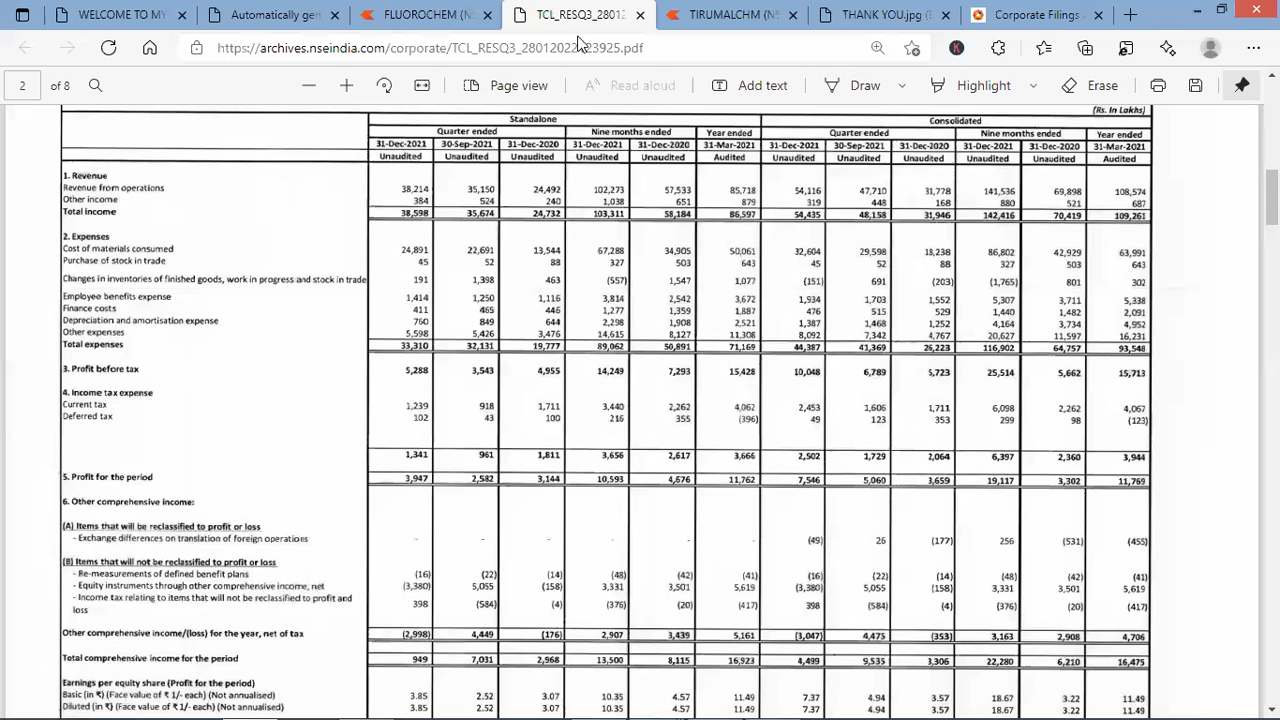 WELCOME TO MY
Automatically gen
FLUOROCHEM (NS
TCL_RESQ3_28012
TIRUMALCHM (NS
THANK YOU.jpg (E
Corporate Filings -
https://archives.nseindia.com/corporate/TCL_RESQ3_28012022 23925.pdf
2 of 8
Page view
Read aloud
Add text
Draw
Highlight
Erase
(Rs. In Lakhs)
Standalone Consolidated
Quarter ended Nine months ended Year ended Quarter ended Nine months ended Year ended
31-Dec-2021 30-Sep-2021 31-Dec-2020 31-Dec-2021 31-Dec-2020 31-Mar-2021 31-Dec-2021 30-Sep-2021 31-Dec-2020 31-Dec-2021 31-Dec-2020 31-Mar-2021
Unaudited Unaudited Unaudited Unaudited Unaudited Audited Unaudited Unaudited Unaudited Unaudited Unaudited Audited
1. Revenue
Revenue from operations 38,214 35,150 24,492 102,273 57,533 85,718 54,116 47,710 31,778 141,536 69,898 108,574
Other income 384 524 240 1,038 651 879 319 448 168 880 521 687
Total income 38,598 35,674 24,732 103,311 58,184 86,597 54,435 48,158 31,946 142,416 70,419 109,261
2. Expenses
Cost of materials consumed 24,891 22,691 13,544 67,288 34,905 50,061 32,604 29,598 18,238 86,802 42,929 63,991
Purchase of stock in trade 45 52 88 327 503 643 45 52 88 327 503 643
Changes in inventories of finished goods, work in progress and stock in trade 191 1,398 463 (557) 1,547 1,077 (151) 691 (203) (1,765) 801 302
Employee benefits expense 1,414 1,250 1,116 3,814 2,542 3,672 1,934 1,703 1,552 5,307 3,711 5,338
Finance costs 411 465 446 1,277 1,359 1,887 476 515 529 1,440 1,482 2,091
Depreciation and amortisation expense 760 849 644 2,298 1,908 2,521 1,387 1,468 1,252 4,164 3,734 4,952
Other expenses 5,598 5,426 3,476 14,615 8,127 11,308 8,092 7,342 4,767 20,627 11,597 16,231
Total expenses 33,310 32,131 19,777 89,062 50,891 71,169 44,387 41,369 26,223 116,902 64,757 93,548
3. Profit before tax 5,288 3,543 4,955 14,249 7,293 15,428 10,048 6,789 5,723 25,514 5,662 15,713
4. Income tax expense
Current tax 1,239 918 1,711 3,440 2,262 4,062 2,453 1,606 1,711 6,098 2,262 4,067
Deferred tax 102 43 100 216 355 (396) 49 123 353 299 98 (123)
1,341 961 1,811 3,656 2,617 3,666 2,502 1,729 2,064 6,397 2,360 3,944
5. Profit for the period 3,947 2,582 3,144 10,593 4,676 11,762 7,546 5,060 3,659 19,117 3,302 11,769
6. Other comprehensive income:
(A) Items that will be reclassified to profit or loss
- Exchange differences on translation of foreign operations - - - - - - (49) 26 (177) 256 (531) (455)
(B) Items that will not be reclassified to profit or loss
- Re-measurements of defined benefit plans (16) (22) (14) (48) (42) (41) (16) (22) (14) (48) (42) (41)
- Equity instruments through other comprehensive income, net (3,380) 5,055 (158) 3,331 3,501 5,619 (3,380) 5,055 (158) 3,331 3,501 5,619
- Income tax relating to items that will not be reclassified to profit and
loss 398 (584) (4) (376) (20) (417) 398 (584) (4) (376) (20) (417)
Other comprehensive income/(loss) for the year, net of tax (2,998) 4,449 (176) 2,907 3,439 5,161 (3,047) 4,475 (353) 3,163 2,908 4,706
Total comprehensive income for the period 949 7,031 2,968 13,500 8,115 16,923 4,499 9,535 3,306 22,280 6,210 16,475
Earnings per equity share (Profit for the period)
Basic (in ₹) (Face value of ₹ 1/- each) (Not annualised) 3.85 2.52 3.07 10.35 4.57 11.49 7.37 4.94 3.57 18.67 3.22 11.49
Diluted (in ₹) (Face value of ₹ 1/- each) (Not annualised) 3.85 2.52 3.07 10.35 4.57 11.49 7.37 4.94 3.57 18.67 3.22 11.49